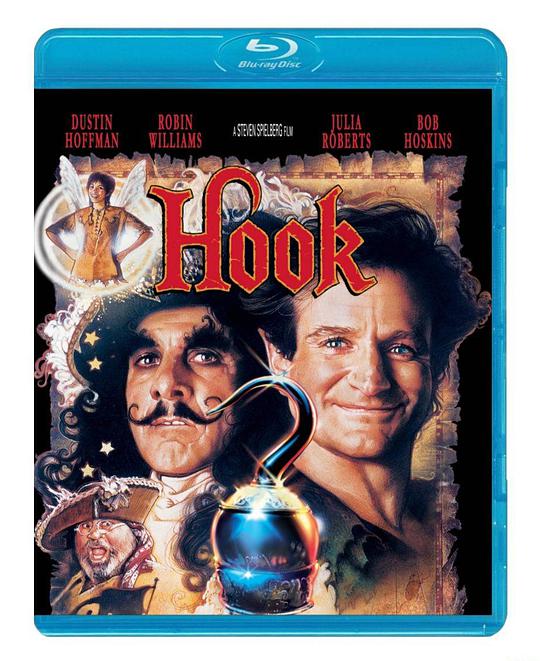 Blu-ray Disc
DUSTIN HOFFMAN
ROBIN WILLIAMS
A STEVEN SPIELBERG FILM
JULIA ROBERTS
BOB HOSKINS
Hook